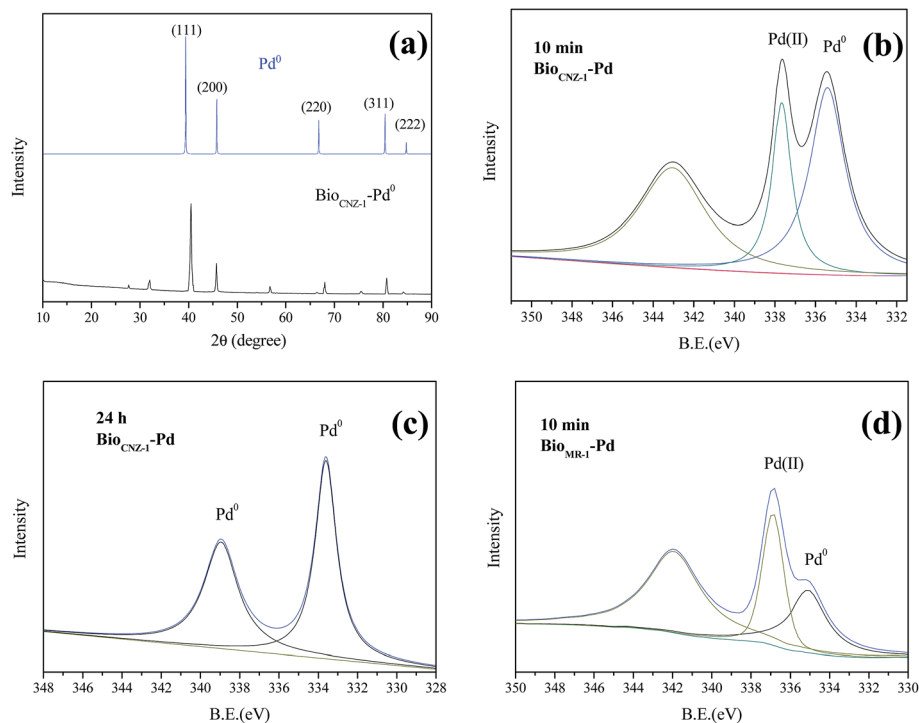 (a)
(111)
Pd⁰
(200)
(220)
(311)
(222)
Bio_CNZ-1-Pd⁰
Intensity
10 20 30 40 50 60 70 80 90
2θ (degree)
(b)
10 min
Bio_CNZ-1-Pd
Pd(II)
Pd⁰
Intensity
350 348 346 344 342 340 338 336 334 332
B.E.(eV)
(c)
24 h
Bio_CNZ-1-Pd
Pd⁰
Pd⁰
Intensity
348 346 344 342 340 338 336 334 332 330 328
B.E.(eV)
(d)
10 min
Bio_MR-1-Pd
Pd(II)
Pd⁰
Intensity
350 348 346 344 342 340 338 336 334 332 330
B.E.(eV)